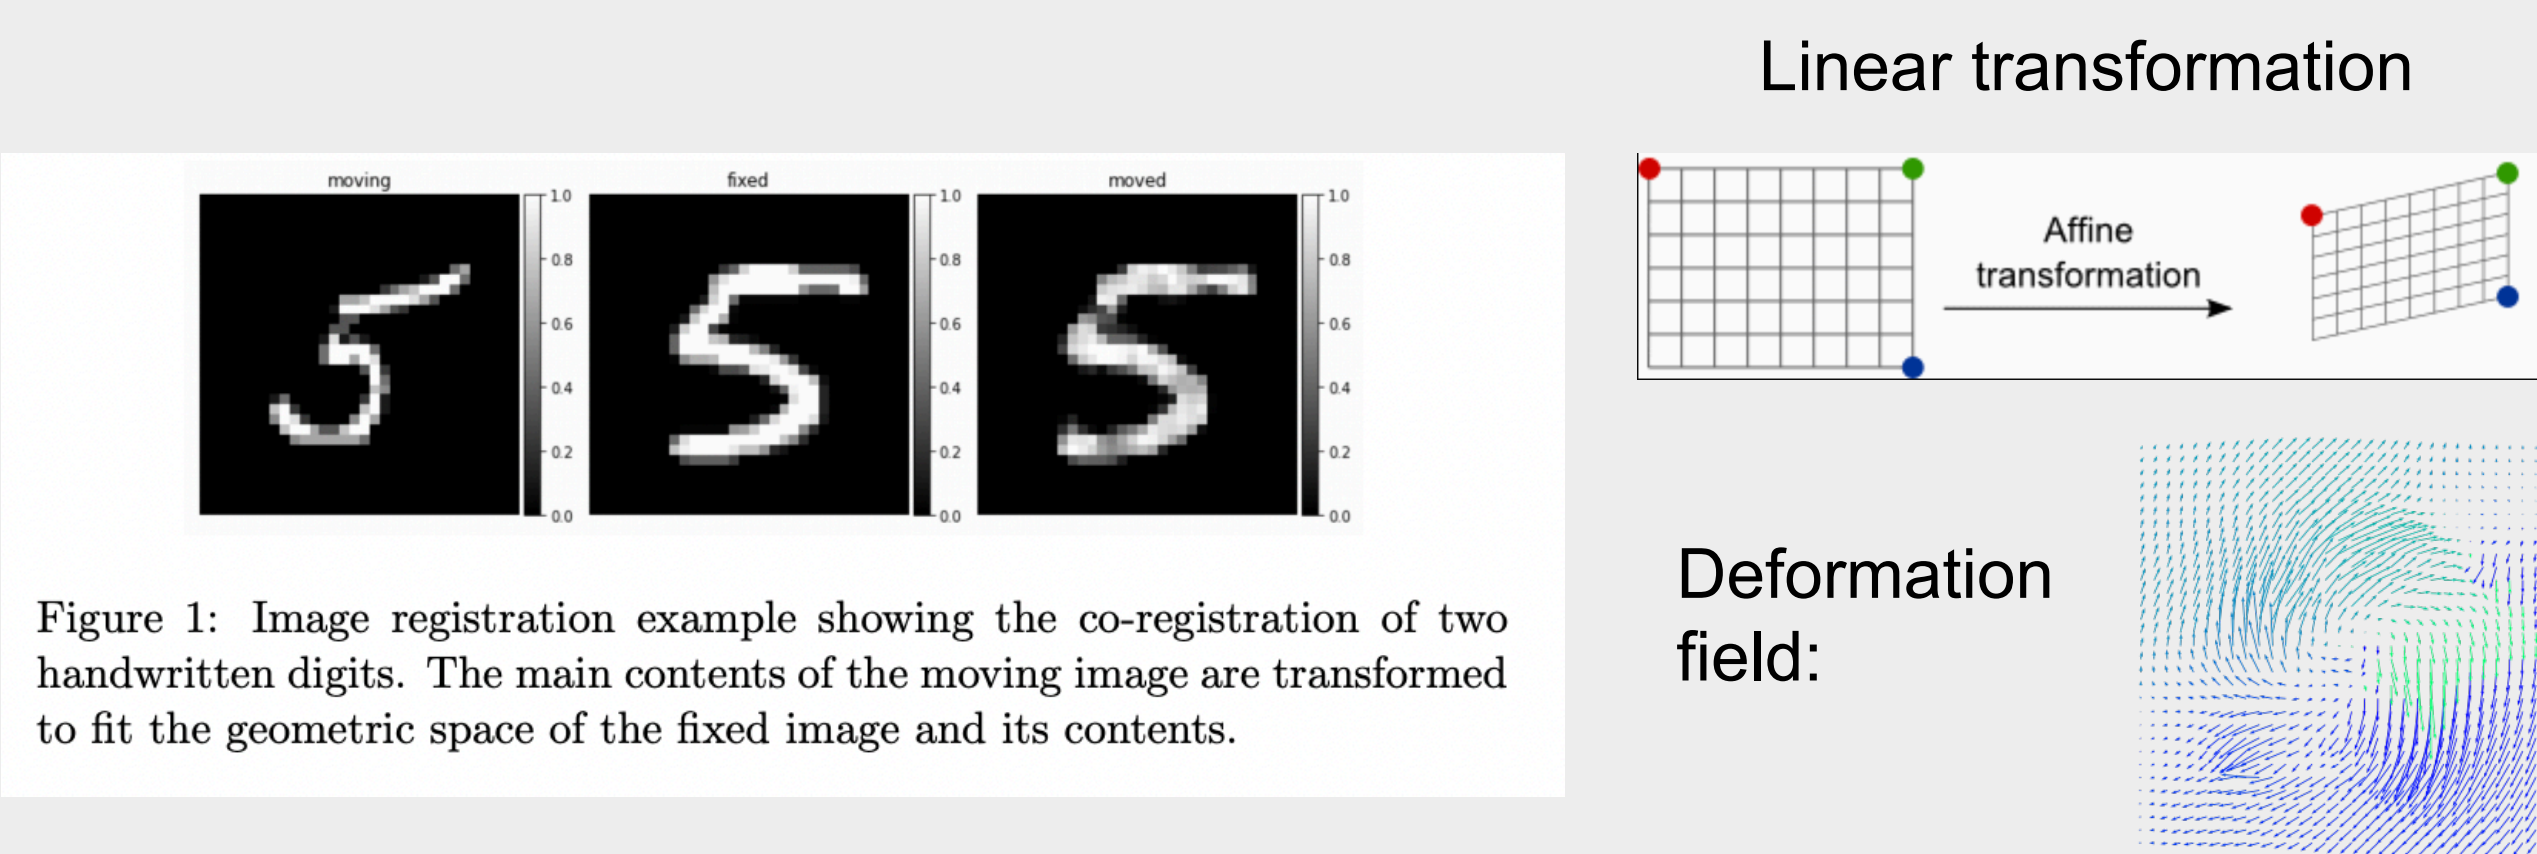 Linear transformation
moving
fixed
moved
1.0
0.8
0.6
0.4
0.2
0.0
1.0
0.8
0.6
0.4
0.2
0.0
1.0
0.8
0.6
0.4
0.2
0.0
Figure 1: Image registration example showing the co-registration of two
handwritten digits. The main contents of the moving image are transformed
to fit the geometric space of the fixed image and its contents.
Affine
transformation
Deformation
field: